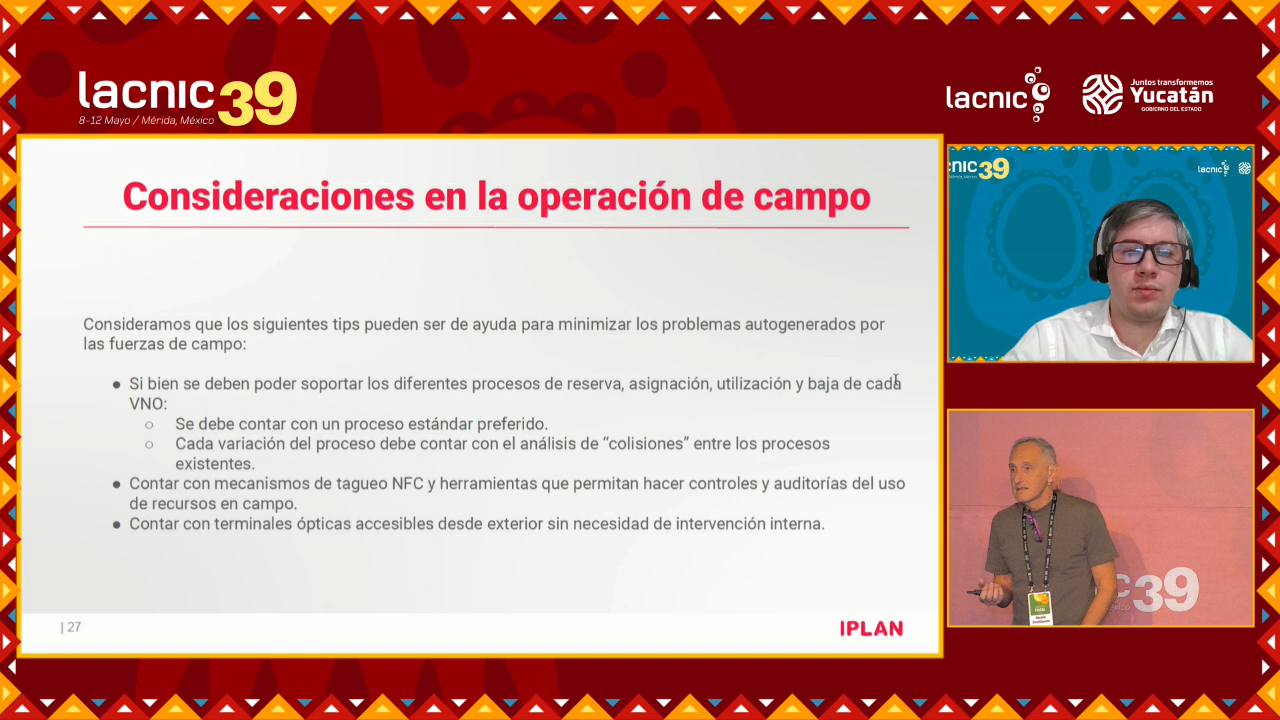 lacnic 39
8-12 Mayo / Mérida, México
lacnic
Juntos transformemos
Yucatán
GOBIERNO DEL ESTADO
Consideraciones en la operación de campo
Consideramos que los siguientes tips pueden ser de ayuda para minimizar los problemas autogenerados por
las fuerzas de campo:
● Si bien se deben poder soportar los diferentes procesos de reserva, asignación, utilización y baja de cada
VNO:
○ Se debe contar con un proceso estándar preferido.
○ Cada variación del proceso debe contar con el análisis de “colisiones” entre los procesos
existentes.
● Contar con mecanismos de tagueo NFC y herramientas que permitan hacer controles y auditorías del uso
de recursos en campo.
● Contar con terminales ópticas accesibles desde exterior sin necesidad de intervención interna.
| 27
IPLAN
nic 39
lacnic
c 39